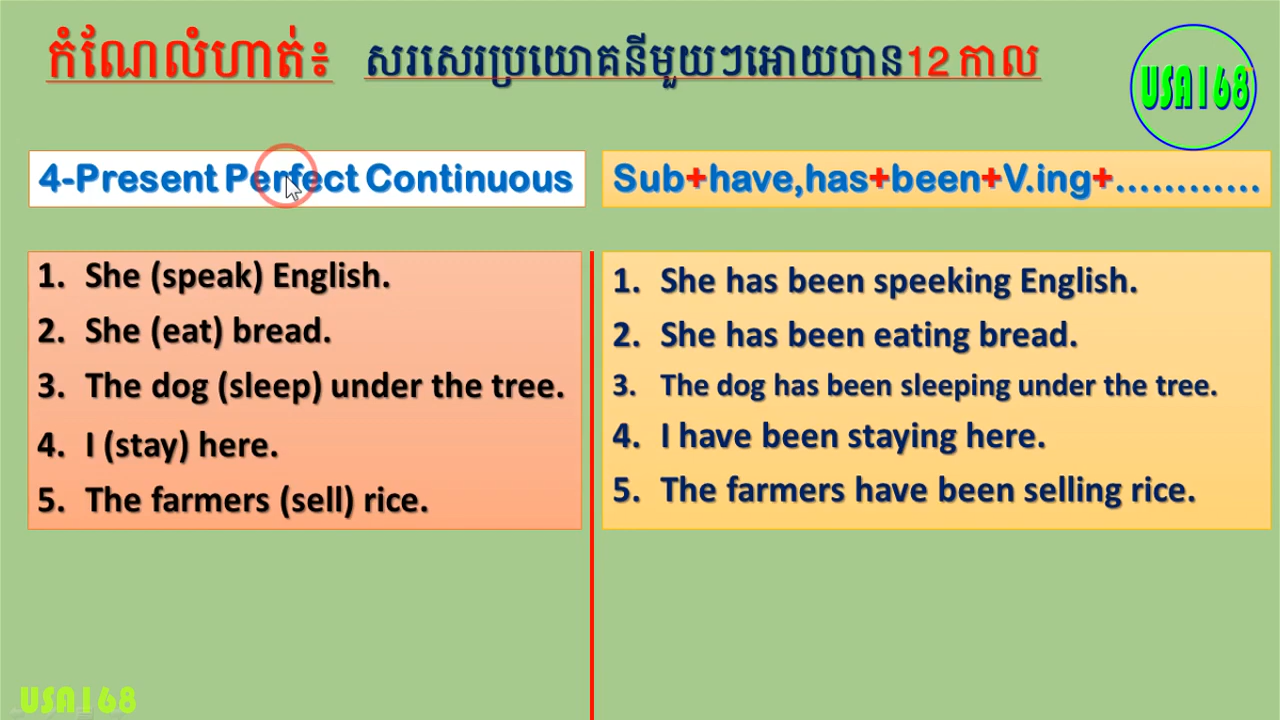 កំណែលំហាត់៖ សរសេរប្រយោគនីមួយៗអោយបាន12 កាល
USA168
4-Present Perfect Continuous
Sub+have,has+been+V.ing+............
1. She (speak) English.
2. She (eat) bread.
3. The dog (sleep) under the tree.
4. I (stay) here.
5. The farmers (sell) rice.
1. She has been speeking English.
2. She has been eating bread.
3. The dog has been sleeping under the tree.
4. I have been staying here.
5. The farmers have been selling rice.
USA168